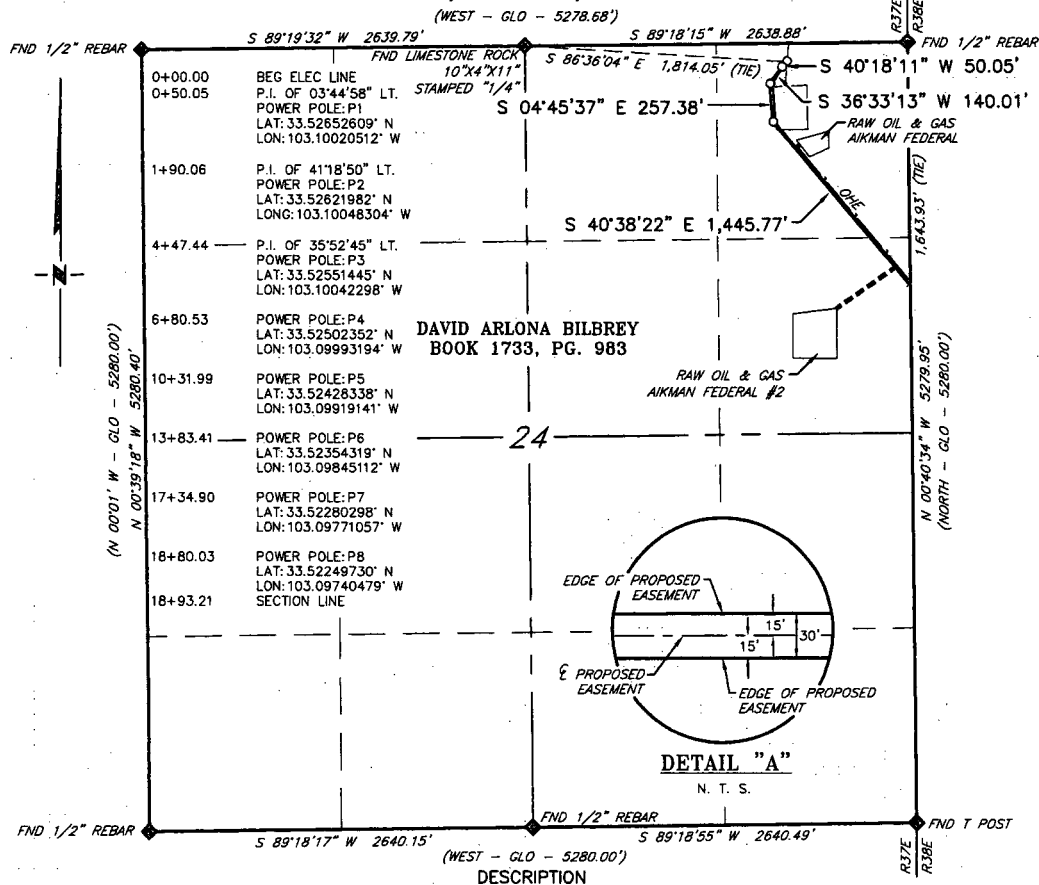 (WEST - GLO - 5278.68')
R37E
R38E
FND 1/2" REBAR
S 89°19'32" W 2639.79'
S 89°18'15" W 2638.88'
FND 1/2" REBAR
FND LIMESTONE ROCK
10"X4"X11"
STAMPED "1/4"
S 86°36'04" E 1,814.05' (TIE)
S 40°18'11" W 50.05'
S 36°33'13" W 140.01'
S 04°45'37" E 257.38'
RAW OIL & GAS
AIKMAN FEDERAL
1,643.93' (TIE)
OHE
S 40°38'22" E 1,445.77'
0+00.00 BEG ELEC LINE
0+50.05 P.I. OF 03°44'58" LT.
POWER POLE: P1
LAT: 33.52652609° N
LON: 103.10020512° W
1+90.06 P.I. OF 41°18'50" LT.
POWER POLE: P2
LAT: 33.52621982° N
LONG: 103.10048304° W
4+47.44 P.I. OF 35°52'45" LT.
POWER POLE: P3
LAT: 33.52551445° N
LON: 103.10042298° W
6+80.53 POWER POLE: P4
LAT: 33.52502352° N
LON: 103.09993194° W
10+31.99 POWER POLE: P5
LAT: 33.52428338° N
LON: 103.09919141° W
13+83.41 POWER POLE: P6
LAT: 33.52354319° N
LON: 103.09845112° W
17+34.90 POWER POLE: P7
LAT: 33.52280298° N
LON: 103.09771057° W
18+80.03 POWER POLE: P8
LAT: 33.52249730° N
LON: 103.09740479° W
18+93.21 SECTION LINE
N
DAVID ARLONA BILBREY
BOOK 1733, PG. 983
RAW OIL & GAS
AIKMAN FEDERAL #2
24
(N 00°01' W - GLO - 5280.00')
N 00°39'18" W 5280.40'
N 00°40'34" W 5279.95'
(NORTH - GLO - 5280.00')
EDGE OF PROPOSED
EASEMENT
15'
15'
30'
℄ PROPOSED
EASEMENT
EDGE OF PROPOSED
EASEMENT
DETAIL "A"
N. T. S.
FND 1/2" REBAR
FND 1/2" REBAR
FND T POST
S 89°18'17" W 2640.15'
S 89°18'55" W 2640.49'
(WEST - GLO - 5280.00')
R37E
R38E
DESCRIPTION